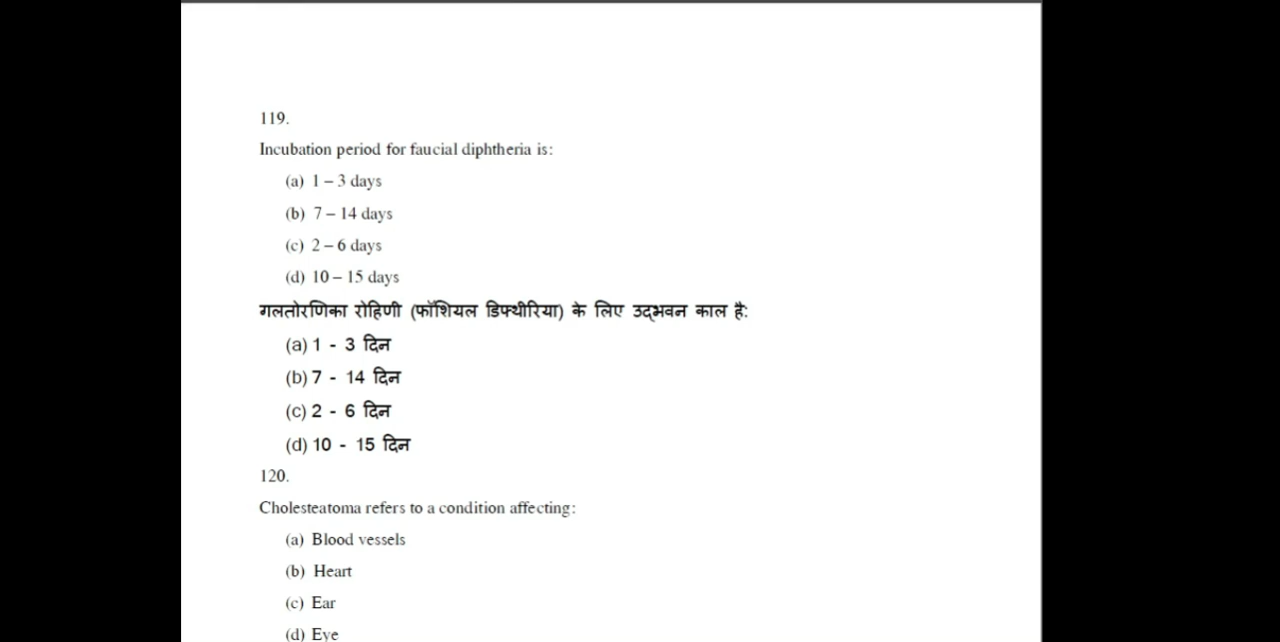 119.
Incubation period for faucial diphtheria is:
(a) 1 – 3 days
(b) 7 – 14 days
(c) 2 – 6 days
(d) 10 – 15 days
गलतोरणिका रोहिणी (फॉशियल डिफ्थीरिया) के लिए उद्भवन काल है:
(a) 1 - 3 दिन
(b) 7 - 14 दिन
(c) 2 - 6 दिन
(d) 10 - 15 दिन
120.
Cholesteatoma refers to a condition affecting:
(a) Blood vessels
(b) Heart
(c) Ear
(d) Eye